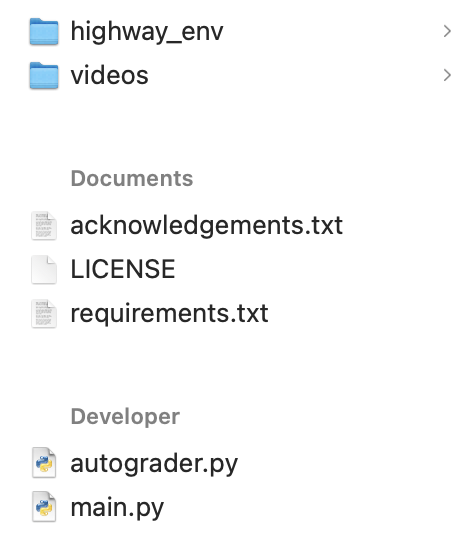 highway_env
videos
Documents
acknowledgements.txt
LICENSE
requirements.txt
Developer
autograder.py
main.py